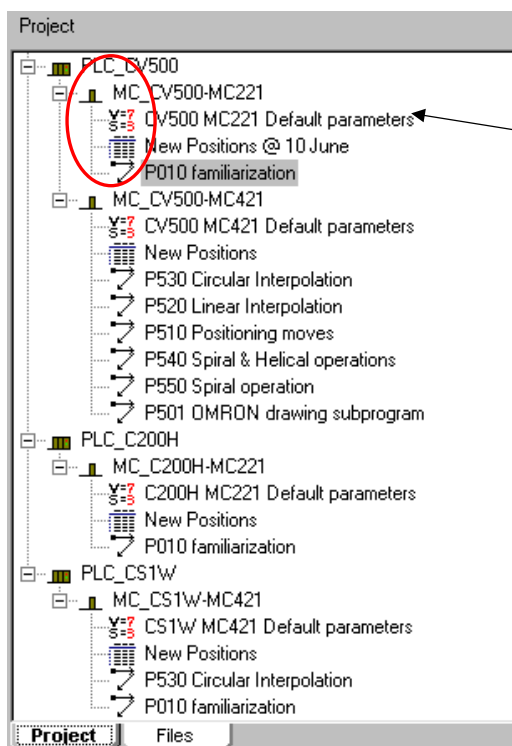 Project
PLC_CV500
MC_CV500-MC221
CV500 MC221 Default parameters
New Positions @ 10 June
P010 familiarization
MC_CV500-MC421
CV500 MC421 Default parameters
New Positions
P530 Circular Interpolation
P520 Linear Interpolation
P510 Positioning moves
P540 Spiral & Helical operations
P550 Spiral operation
P501 OMRON drawing subprogram
PLC_C200H
MC_C200H-MC221
C200H MC221 Default parameters
New Positions
P010 familiarization
PLC_CS1W
MC_CS1W-MC421
CS1W MC421 Default parameters
New Positions
P530 Circular Interpolation
P010 familiarization
Project Files